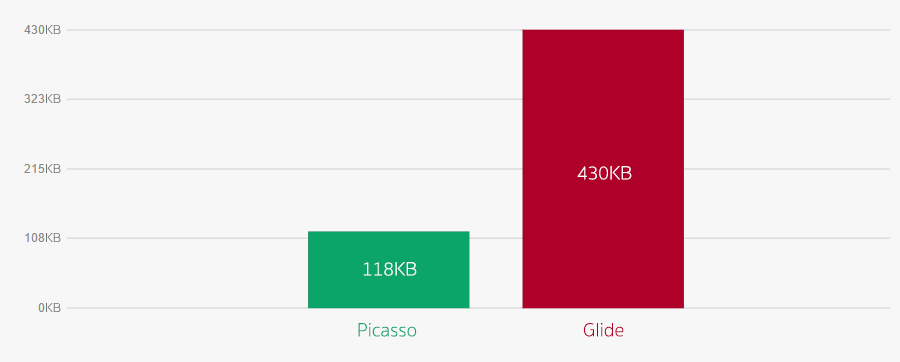 430KB
323KB
215KB
430KB
108KB
118KB
0KB
Picasso
Glide